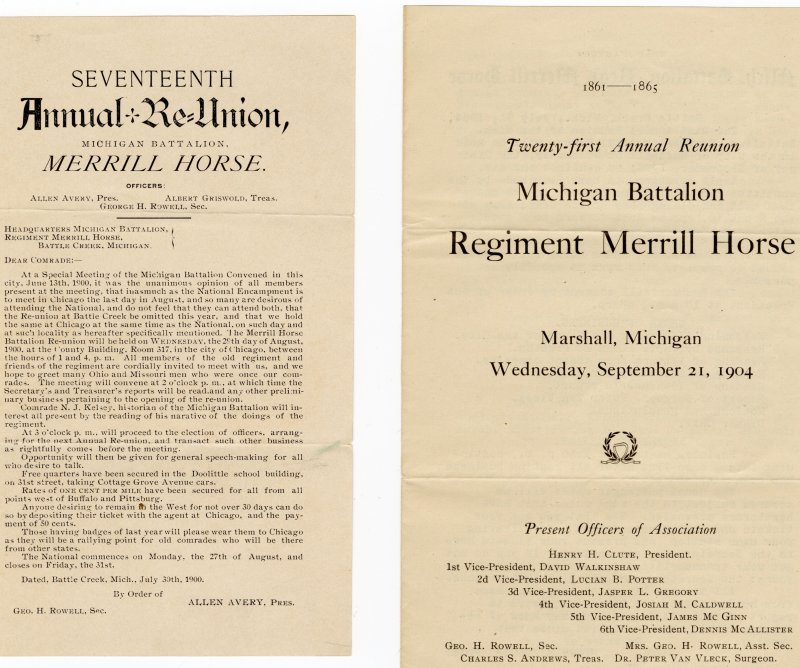 SEVENTEENTH
Annual Re-Union,
MICHIGAN BATTALION,
MERRILL HORSE.
OFFICERS:
ALLEN AVERY, Pres. ALBERT GRISWOLD, Treas.
GEORGE H. ROWELL, Sec.
HEADQUARTERS MICHIGAN BATTALION,
REGIMENT MERRILL HORSE,
BATTLE CREEK, MICHIGAN.
DEAR COMRADE:—
At a Special Meeting of the Michigan Battalion Convened in this
city, June 13th, 1900, it was the unanimous opinion of all members
present at the meeting, that inasmuch as the National Encampment is
to meet in Chicago the last day in August, and so many are desirous of
attending the National, and do not feel that they can attend both, that
the Re-union at Battle Creek be omitted this year, and that we hold
the same at Chicago at the same time as the National, on such day and
at such locality as hereafter specifically mentioned. The Merrill Horse
Battalion Re-union will be held on WEDNESDAY, the 29th day of August,
1900, at the County Building, Room 317, in the city of Chicago, between
the hours of 1 and 4, p. m. All members of the old regiment and
friends of the regiment are cordially invited to meet with us, and we
hope to greet many Ohio and Missouri men who were once our com-
rades. The meeting will convene at 2 o'clock p. m., at which time the
Secretary's and Treasurer's reports will be read, and any other prelimi-
nary business pertaining to the opening of the re-union.
Comrade N. J. Kelsey, historian of the Michigan Battalion will in-
terest all present by the reading of his narative of the doings of the
regiment.
At 3 o'clock p. m., will proceed to the election of officers, arrang-
ing for the next Annual Re-union, and transact such other business
as rightfully comes before the meeting.
Opportunity will then be given for general speech-making for all
who desire to talk.
Free quarters have been secured in the Doolittle school building,
on 31st street, taking Cottage Grove Avenue cars.
Rates of ONE CENT PER MILE have been secured for all from all
points west of Buffalo and Pittsburg.
Anyone desiring to remain in the West for not over 30 days can do
so by depositing their ticket with the agent at Chicago, and the pay-
ment of 50 cents.
Those having badges of last year will please wear them to Chicago
as they will be a rallying point for old comrades who will be there
from other states.
The National commences on Monday, the 27th of August, and
closes on Friday, the 31st.
Dated, Battle Creek, Mich., July 30th, 1900.
By Order of
ALLEN AVERY, PRES.
GEO. H. ROWELL, Sec.
1861——1865
Twenty-first Annual Reunion
Michigan Battalion
Regiment Merrill Horse
Marshall, Michigan
Wednesday, September 21, 1904
Present Officers of Association
HENRY H. CLUTE, President.
1st Vice-President, DAVID WALKINSHAW
2d Vice-President, LUCIAN B. POTTER
3d Vice-President, JASPER L. GREGORY
4th Vice-President, JOSIAH M. CALDWELL
5th Vice-President, JAMES MC GINN
6th Vice-President, DENNIS MC ALLISTER
GEO. H. ROWELL, Sec. MRS. GEO. H. ROWELL, Asst. Sec.
CHARLES S. ANDREWS, Treas. DR. PETER VAN VLECK, Surgeon.